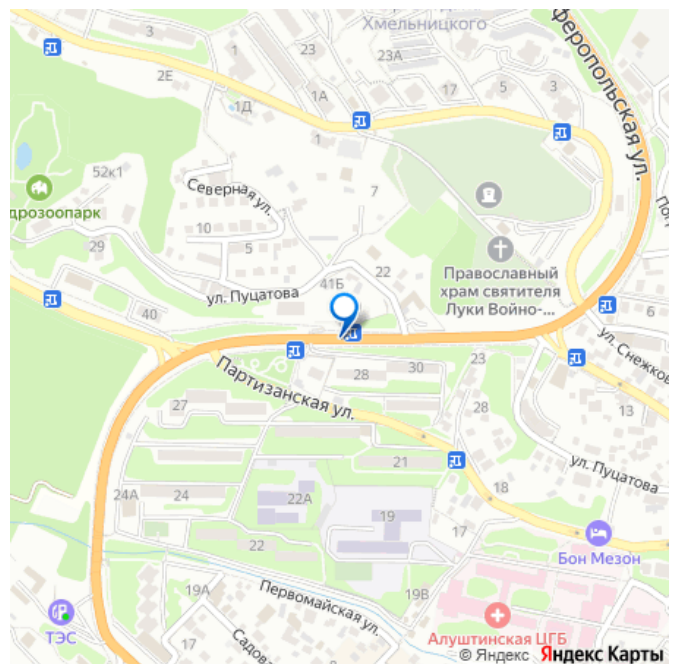 Хмельницкого
3
2Е
1
23
23А
1Д
1А
17
5
3
1
феропольская ул.
52к1
дрозоопарк
Северная ул.
7
10
5
29
ул. Пуцатова
41Б
22
40
Православный
храм святителя
Луки Войно-...
6
ул. Снежков
Партизанская ул.
28
30
23
28
13
27
21
ул. Пуцатова
18
24А
24
22А
19
17
22
Бон Мезон
19А
Первомайская ул.
19В
ТЭС
17
Садова
Алуштинская ЦГБ
© Яндекс
Яндекс Карты